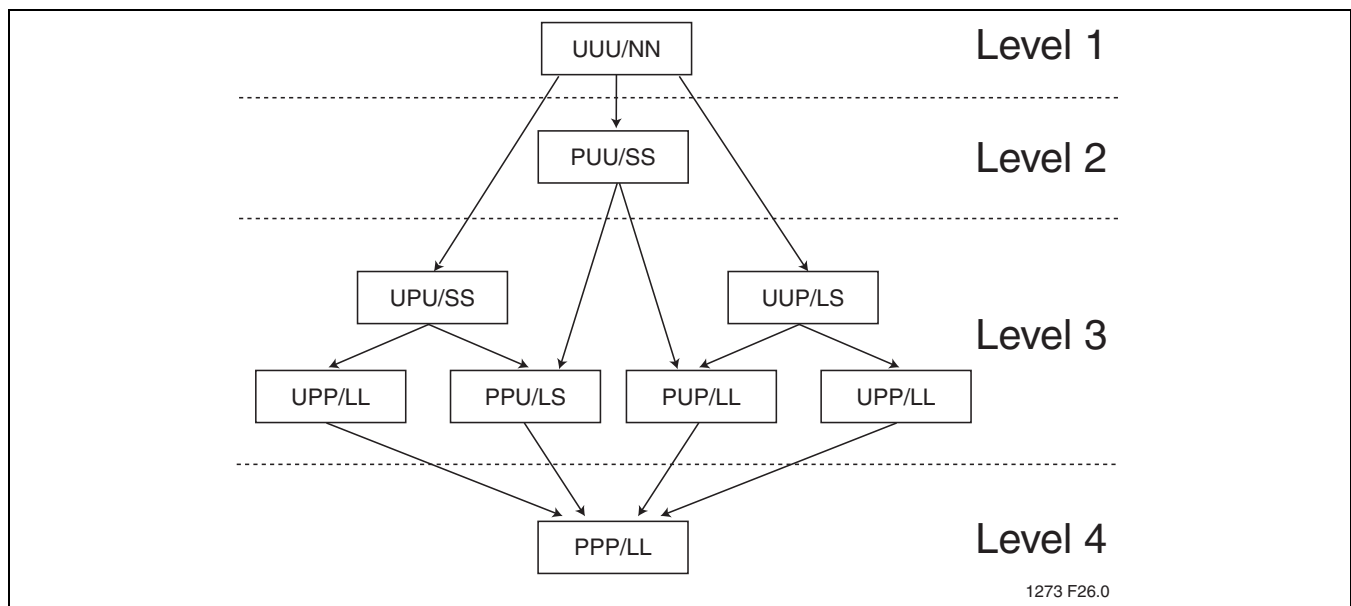 UUU/NN
Level 1
PUU/SS
Level 2
UPU/SS
UUP/LS
Level 3
UPP/LL
PPU/LS
PUP/LL
UPP/LL
PPP/LL
Level 4
1273 F26.0